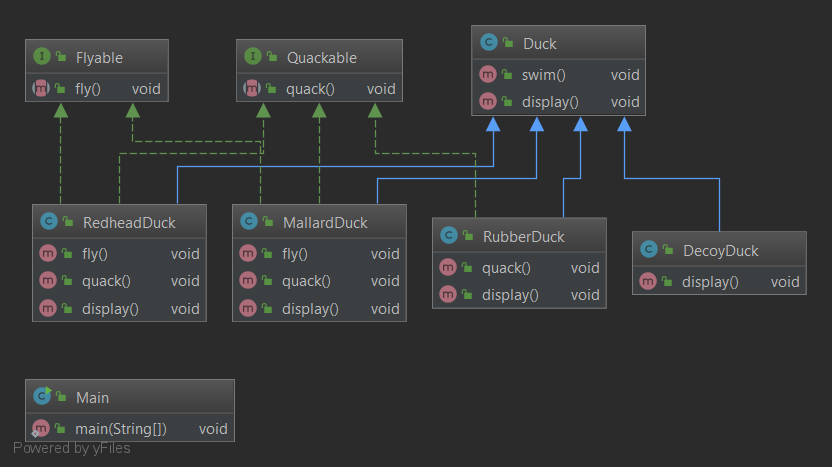 Flyable
fly() void
Quackable
quack() void
Duck
swim() void
display() void
RedheadDuck
fly() void
quack() void
display() void
MallardDuck
fly() void
quack() void
display() void
RubberDuck
quack() void
display() void
DecoyDuck
display() void
Main
main(String[]) void
Powered by yFiles